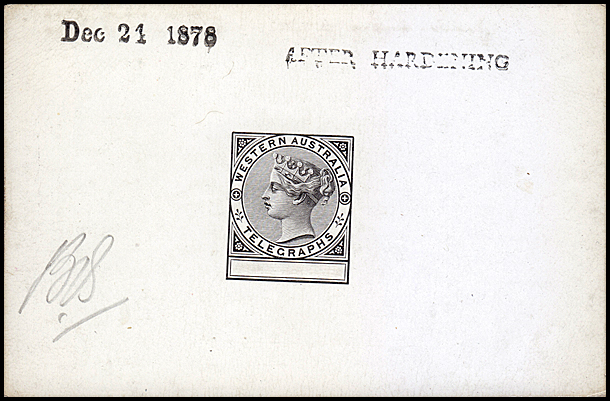 Dec 21 1878
AFTER HARDENING
WESTERN AUSTRALIA
TELEGRAPHS